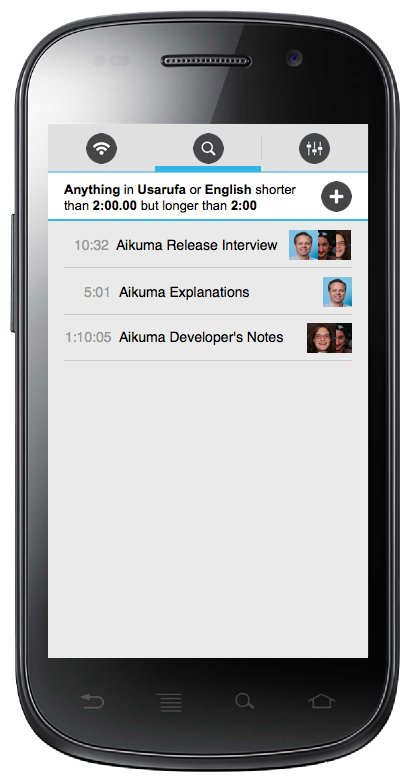 Anything in Usarufa or English shorter
than 2:00.00 but longer than 2:00
10:32 Aikuma Release Interview
5:01 Aikuma Explanations
1:10:05 Aikuma Developer's Notes